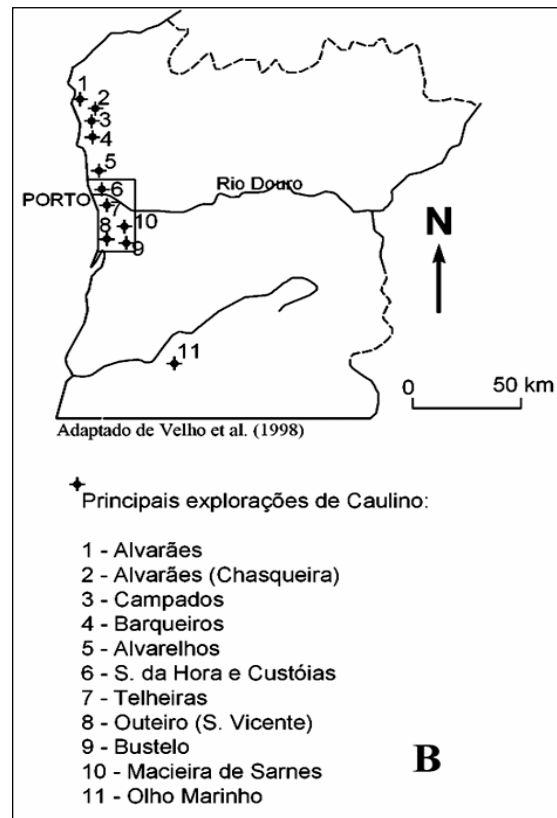 1
2
3
4
5
6
PORTO
Rio Douro
7
10
8
9
N
11
0 50 km
Adaptado de Velho et al. (1998)
Principais explorações de Caulino:
1 - Alvarães
2 - Alvarães (Chasqueira)
3 - Campados
4 - Barqueiros
5 - Alvarelhos
6 - S. da Hora e Custóias
7 - Telheiras
8 - Outeiro (S. Vicente)
9 - Bustelo
10 - Macieira de Sarnes
11 - Olho Marinho
B